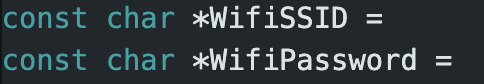 const char *WifiSSID =
const char *WifiPassword =